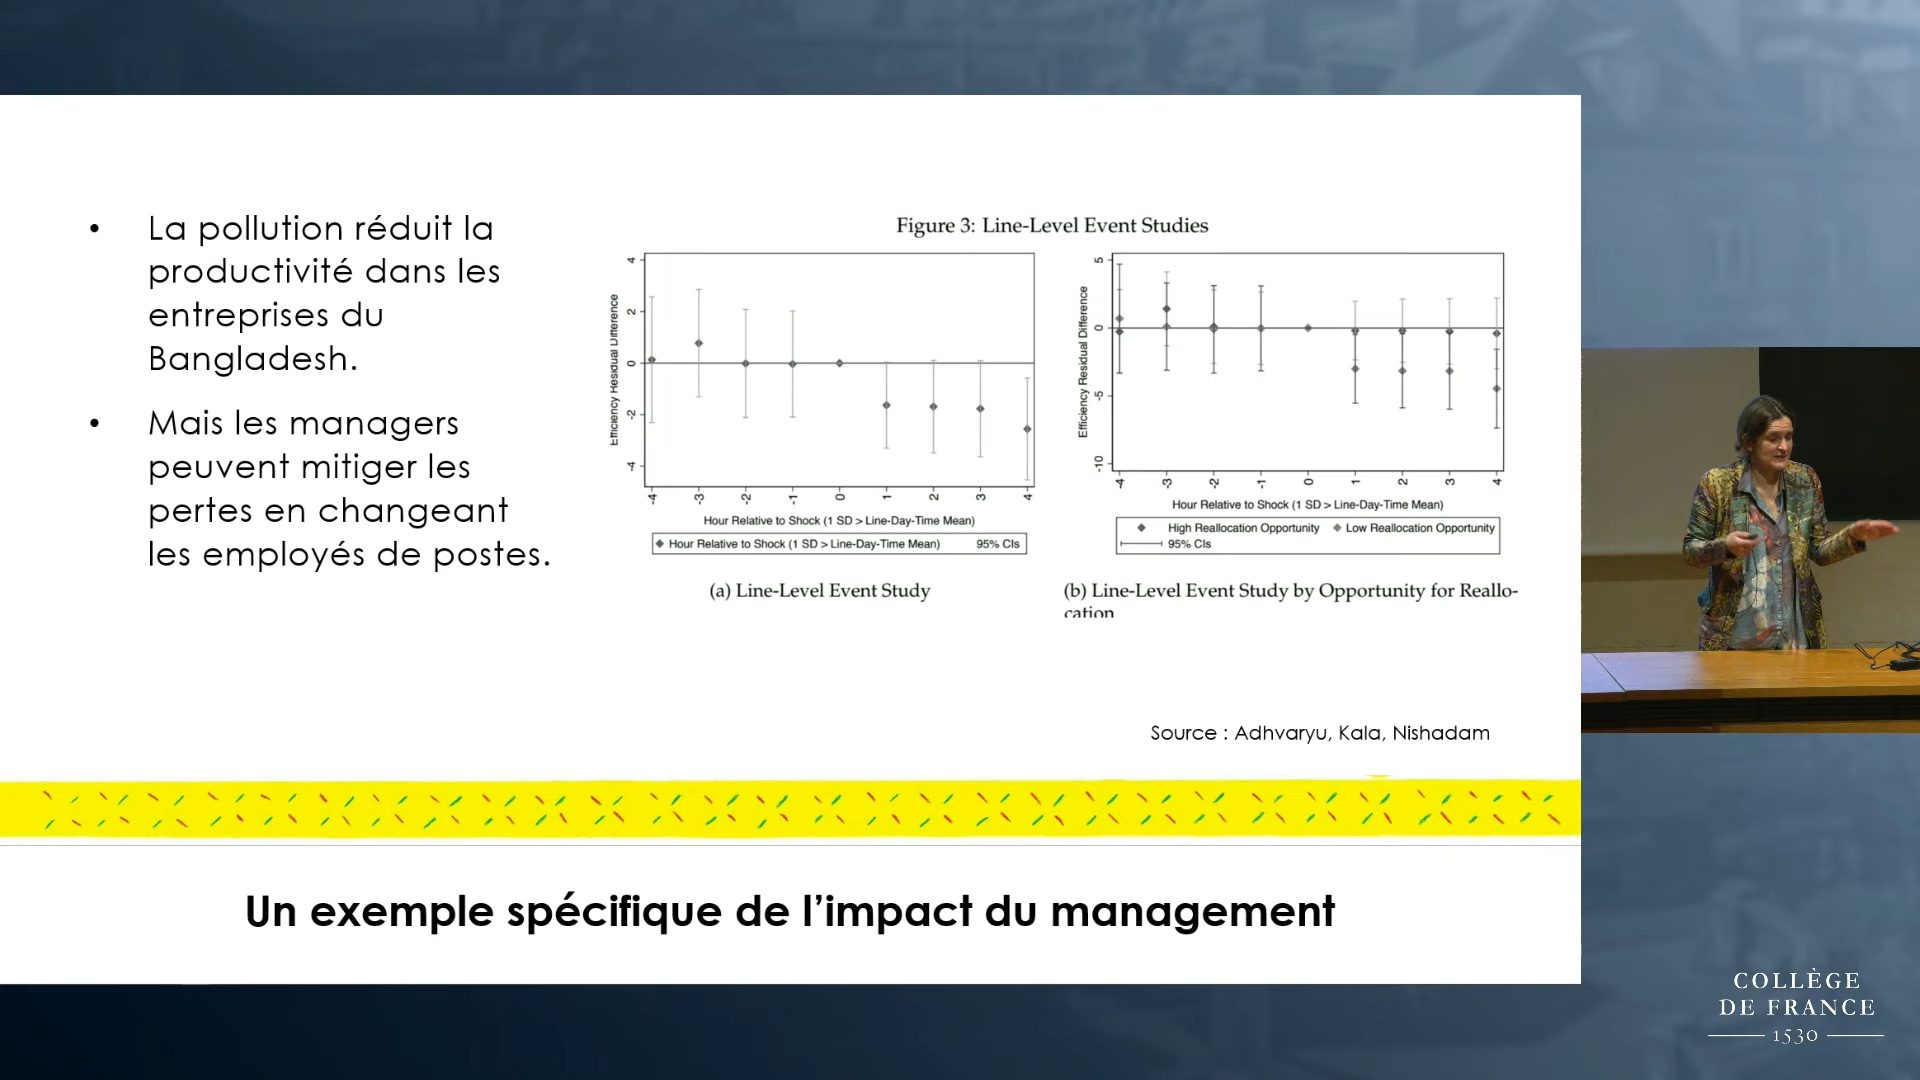 • La pollution réduit la
productivité dans les
entreprises du
Bangladesh.
• Mais les managers
peuvent mitiger les
pertes en changeant
les employés de postes.
Figure 3: Line-Level Event Studies
Efficiency Residual Difference
4
2
0
-2
-4
-4 -3 -2 -1 0 1 2 3 4
Hour Relative to Shock (1 SD > Line-Day-Time Mean)
Hour Relative to Shock (1 SD > Line-Day-Time Mean) 95% CIs
(a) Line-Level Event Study
Efficiency Residual Difference
5
0
-5
-10
-4 -3 -2 -1 0 1 2 3 4
Hour Relative to Shock (1 SD > Line-Day-Time Mean)
High Reallocation Opportunity Low Reallocation Opportunity
95% CIs
(b) Line-Level Event Study by Opportunity for Reallo-
cation
Source : Adhvaryu, Kala, Nishadam
Un exemple spécifique de l’impact du management
COLLÈGE
DE FRANCE
1530